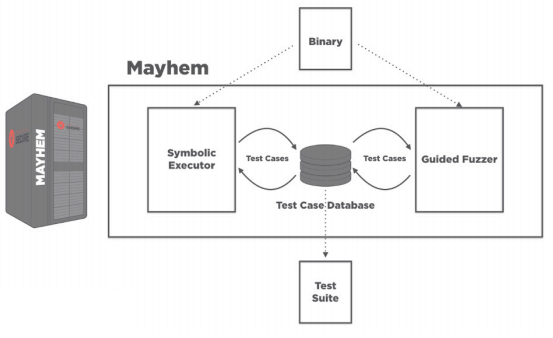 Binary
Mayhem
MAYHEM
Symbolic
Executor
Test Cases
Test Cases
Guided Fuzzer
Test Case Database
Test
Suite